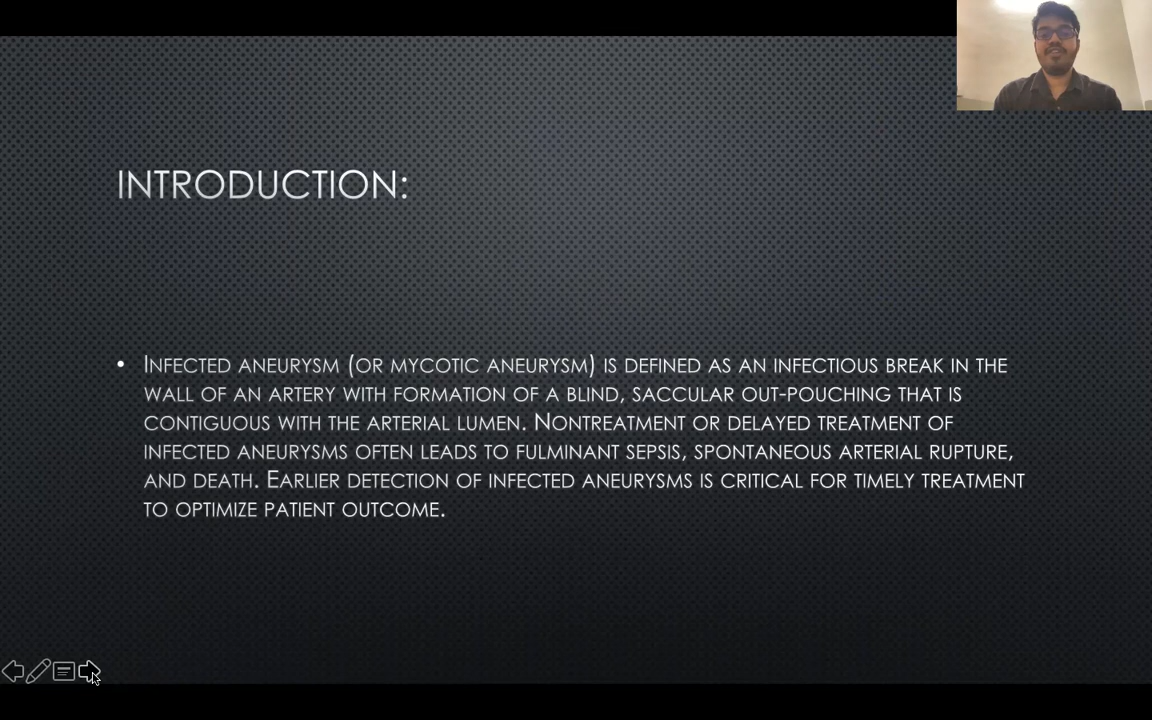 INTRODUCTION:
• INFECTED ANEURYSM (OR MYCOTIC ANEURYSM) IS DEFINED AS AN INFECTIOUS BREAK IN THE
WALL OF AN ARTERY WITH FORMATION OF A BLIND, SACCULAR OUT-POUCHING THAT IS
CONTIGUOUS WITH THE ARTERIAL LUMEN. NONTREATMENT OR DELAYED TREATMENT OF
INFECTED ANEURYSMS OFTEN LEADS TO FULMINANT SEPSIS, SPONTANEOUS ARTERIAL RUPTURE,
AND DEATH. EARLIER DETECTION OF INFECTED ANEURYSMS IS CRITICAL FOR TIMELY TREATMENT
TO OPTIMIZE PATIENT OUTCOME.